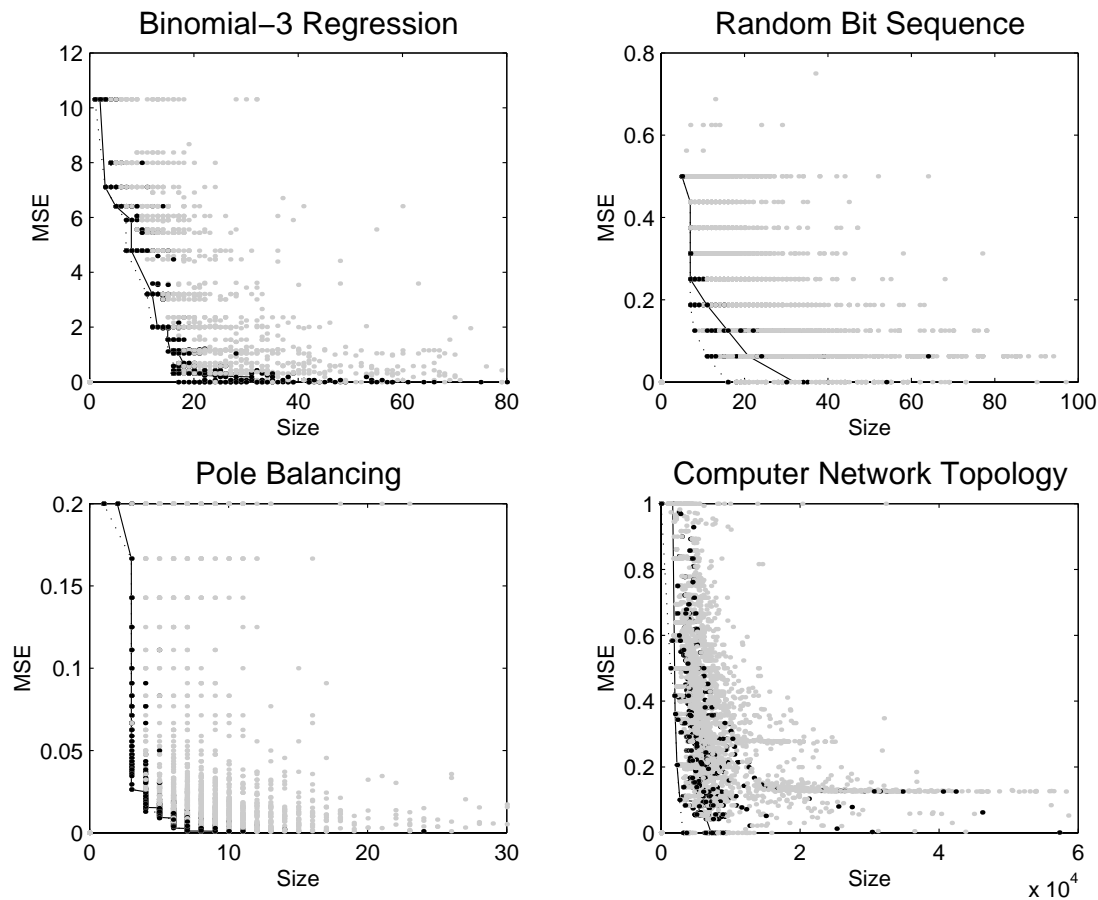 Binomial−3 Regression
12
10
8
6
4
2
0
MSE
0 20 40 60 80
Size
Random Bit Sequence
0.8
0.6
0.4
0.2
0
MSE
0 20 40 60 80 100
Size
Pole Balancing
0.2
0.15
0.1
0.05
0
MSE
0 10 20 30
Size
Computer Network Topology
1
0.8
0.6
0.4
0.2
0
MSE
0 2 4 6
Size
x 10^4